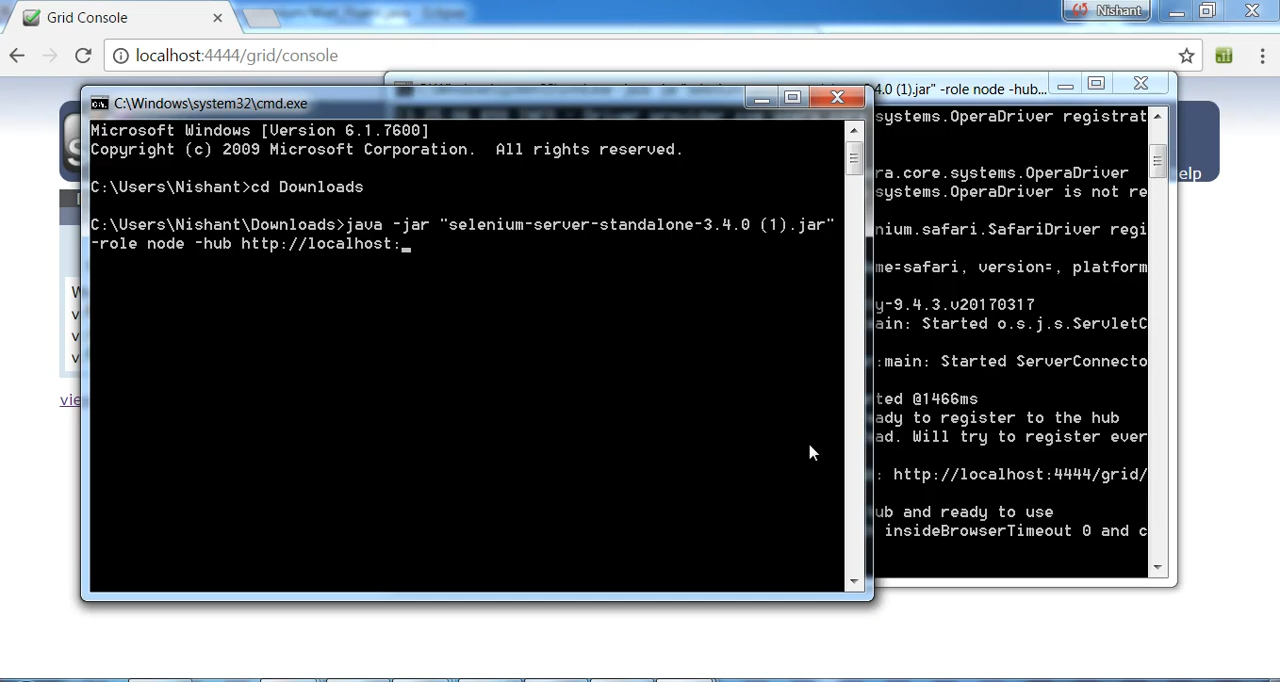 Grid Console
Nishant
localhost:4444/grid/console
C:\Windows\system32\cmd.exe
4.0 (1).jar" -role node -hub...
Microsoft Windows [Version 6.1.7600]
Copyright (c) 2009 Microsoft Corporation.  All rights reserved.
C:\Users\Nishant>cd Downloads
C:\Users\Nishant\Downloads>java -jar "selenium-server-standalone-3.4.0 (1).jar"
-role node -hub http://localhost:_
systems.OperaDriver registrat
ra.core.systems.OperaDriver
systems.OperaDriver is not re
nium.safari.SafariDriver regi
me=safari, version=, platform
y-9.4.3.v20170317
ain: Started o.s.j.s.ServletC
:main: Started ServerConnecto
ted @1466ms
ady to register to the hub
ad. Will try to register ever
: http://localhost:4444/grid/
ub and ready to use
insideBrowserTimeout 0 and c
elp
vie